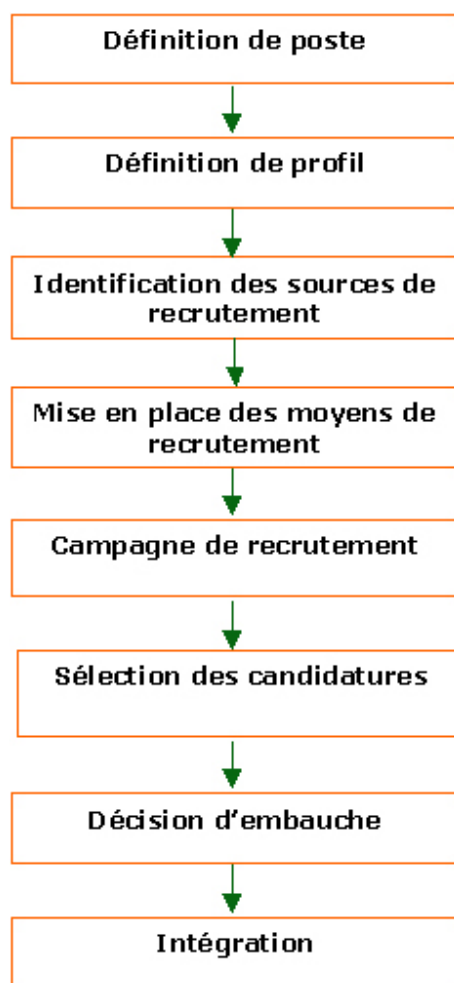 Définition de poste
Définition de profil
Identification des sources de
recrutement
Mise en place des moyens de
recrutement
Campagne de recrutement
Sélection des candidatures
Décision d'embauche
Intégration